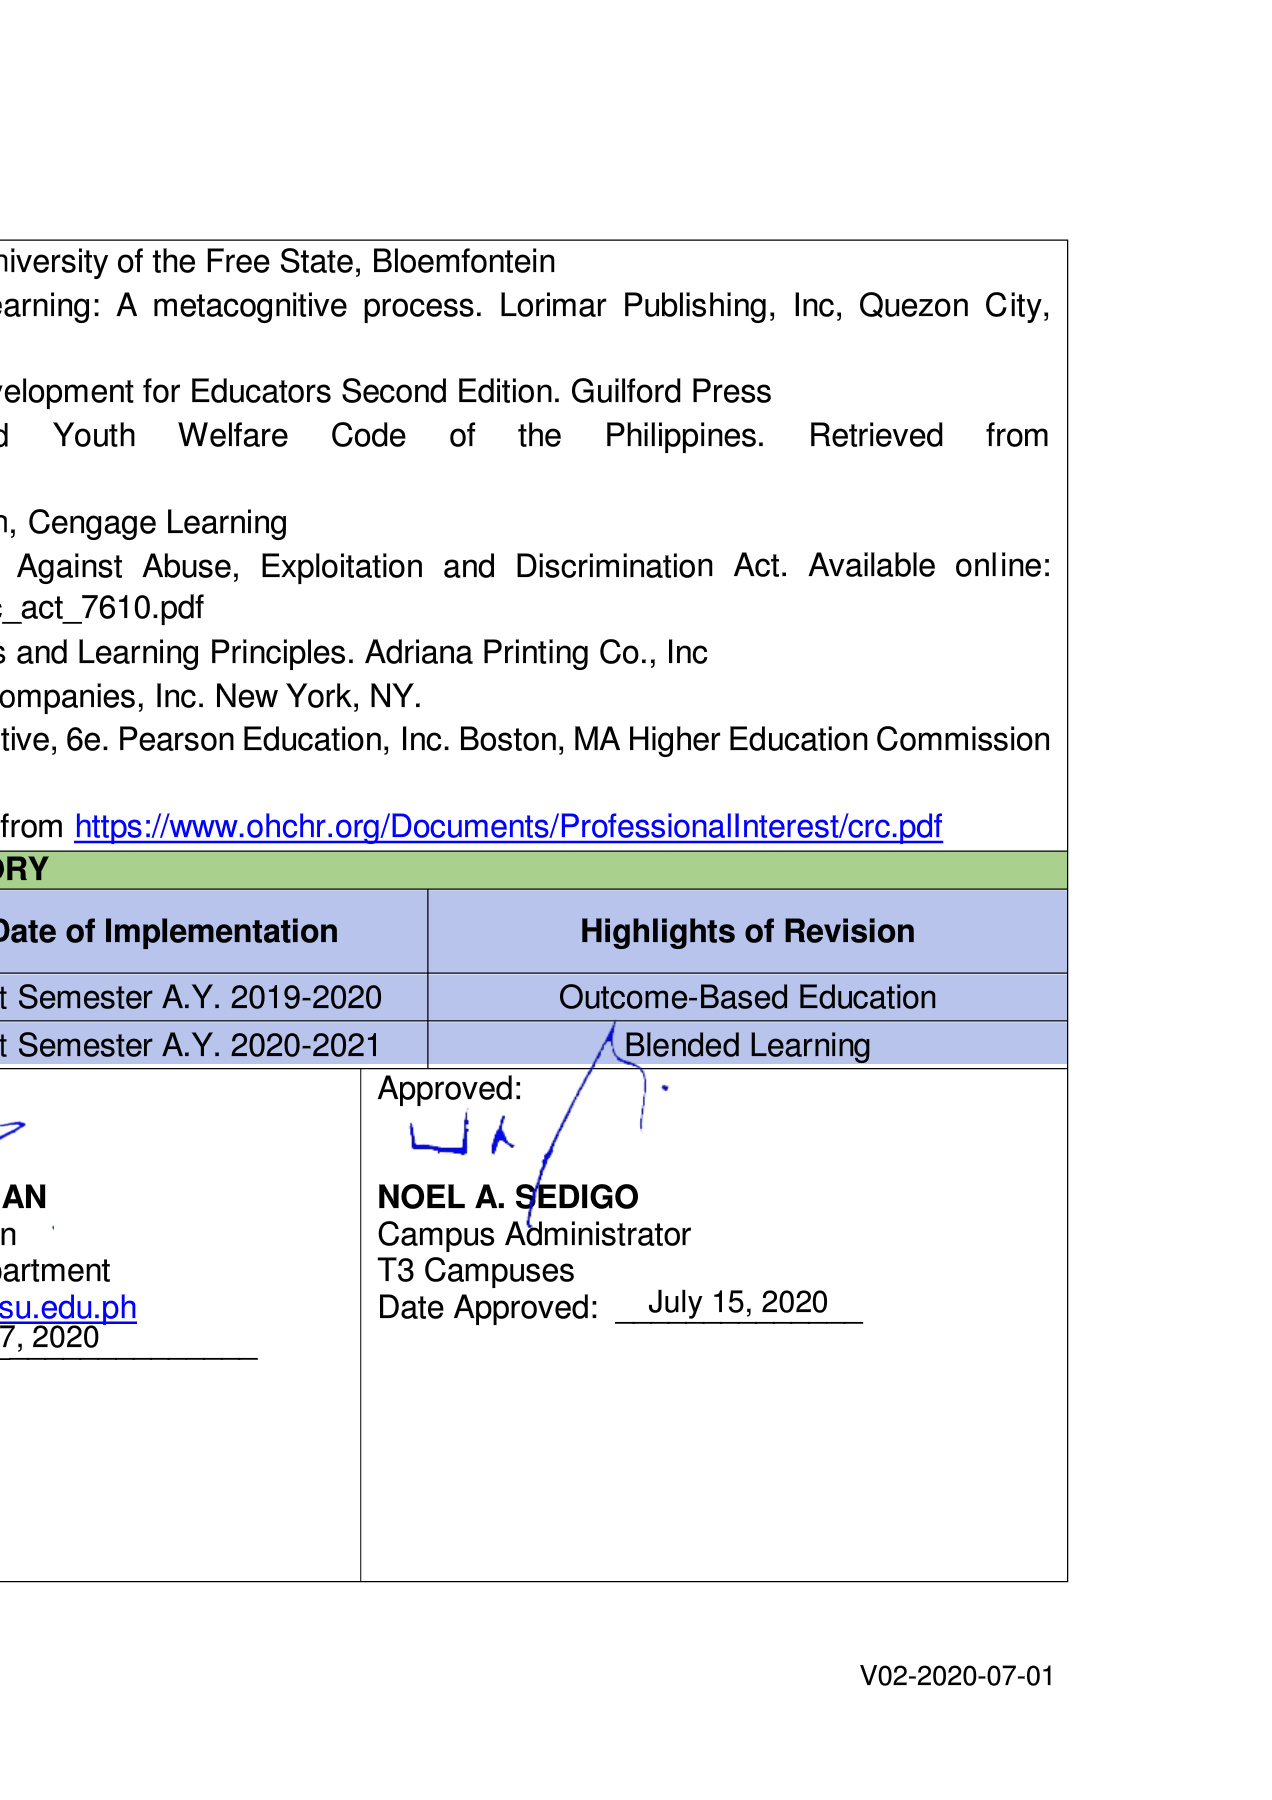 niversity of the Free State, Bloemfontein
earning: A metacognitive process. Lorimar Publishing, Inc, Quezon City,
velopment for Educators Second Edition. Guilford Press
d Youth Welfare Code of the Philippines. Retrieved from
n, Cengage Learning
Against Abuse, Exploitation and Discrimination Act. Available online:
c_act_7610.pdf
s and Learning Principles. Adriana Printing Co., Inc
ompanies, Inc. New York, NY.
tive, 6e. Pearson Education, Inc. Boston, MA Higher Education Commission
from https://www.ohchr.org/Documents/ProfessionalInterest/crc.pdf
ORY
Date of Implementation Highlights of Revision
t Semester A.Y. 2019-2020 Outcome-Based Education
t Semester A.Y. 2020-2021 Blended Learning
AN
n
partment
su.edu.ph
7, 2020
Approved:
NOEL A. SEDIGO
Campus Administrator
T3 Campuses
Date Approved: July 15, 2020
V02-2020-07-01